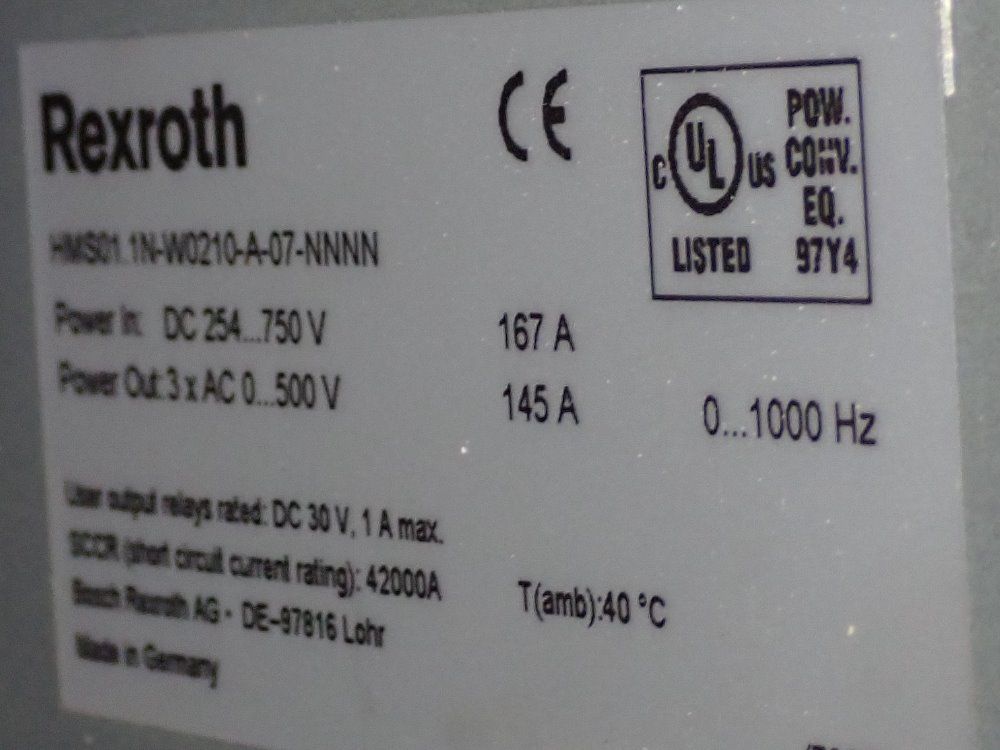 Rexroth
CE
C UL US
POW.
CONV.
EQ.
LISTED 97Y4
HMS01.1N-W0210-A-07-NNNN
Power In: DC 254...750 V 167 A
Power Out: 3 x AC 0...500 V 145 A 0...1000 Hz
User output relays rated: DC 30 V, 1 A max.
SCCR (short circuit current rating): 42000A
T(amb):40 °C
Bosch Rexroth AG - DE-97816 Lohr
Made in Germany